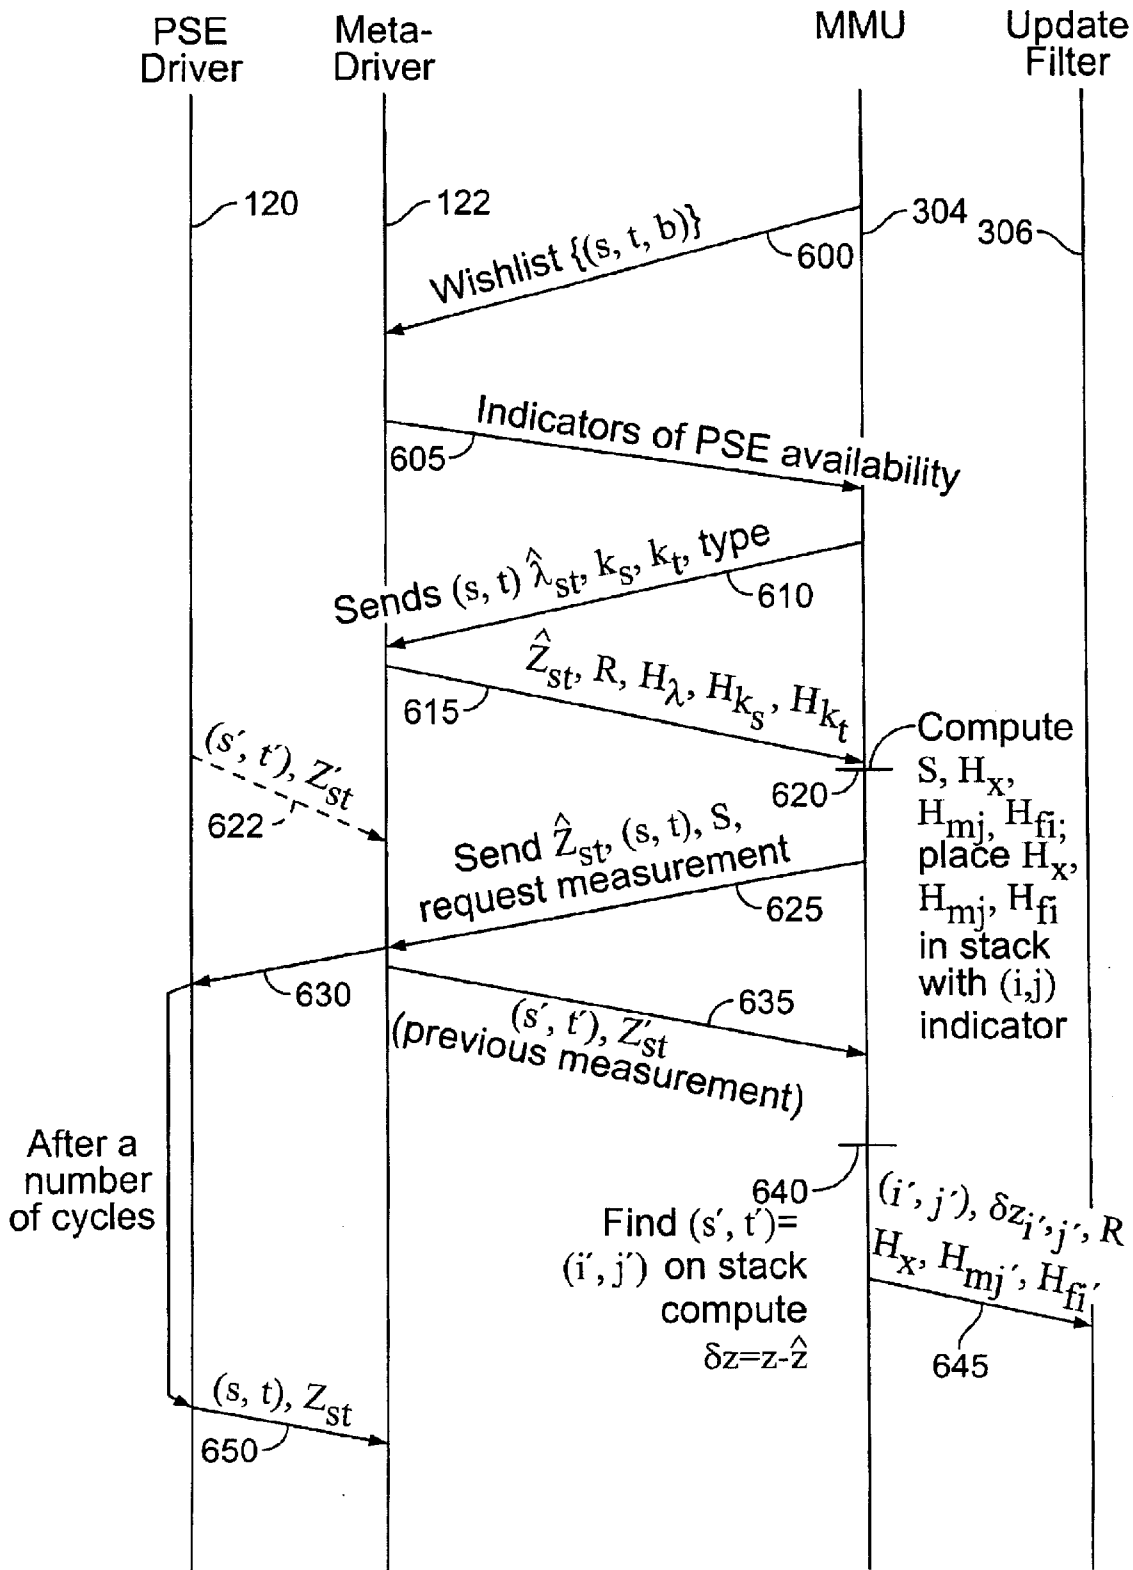 PSE
Driver
Meta-
Driver
MMU
Update
Filter
120
122
304
306
600
Wishlist {(s, t, b)}
Indicators of PSE availability
605
Sends (s, t) λ̂st, ks, kt, type
610
Ẑst, R, Hλ, Hks, Hkt
615
620
Compute
S, Hx,
Hmj, Hfi;
place Hx,
Hmj, Hfi
in stack
with (i,j)
indicator
(s′, t′), Z′st
622
Send Ẑst, (s, t), S,
request measurement
625
630
635
(s′, t′), Z′st
(previous measurement)
After a
number
of cycles
640
Find (s′, t′)=
(i′, j′) on stack
compute
δz=z-ẑ
(i′, j′), δzi′,j′, R
Hx, Hmj′, Hfi′
645
(s, t), Zst
650